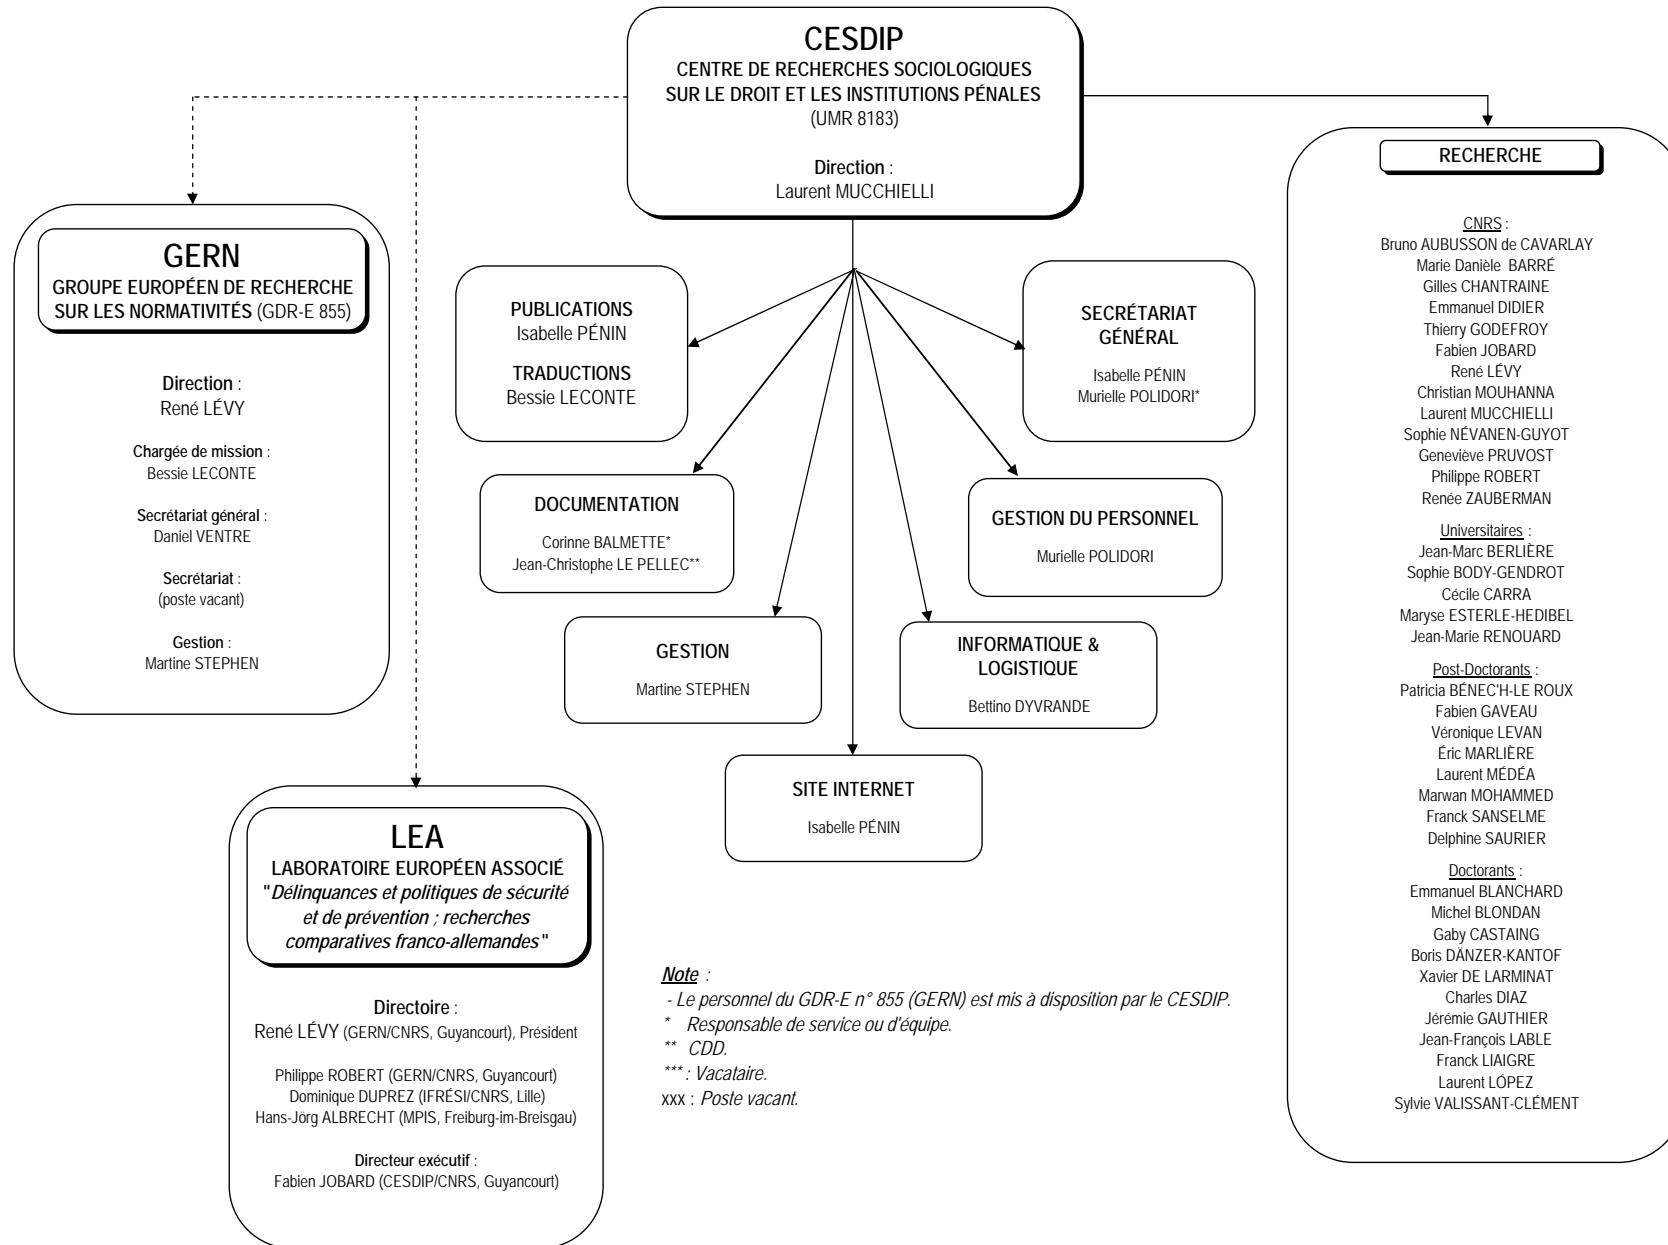 CESDIP
CENTRE DE RECHERCHES SOCIOLOGIQUES
SUR LE DROIT ET LES INSTITUTIONS PÉNALES
(UMR 8183)
Direction :
Laurent MUCCHIELLI
GERN
GROUPE EUROPÉEN DE RECHERCHE
SUR LES NORMATIVITÉS (GDR-E 855)
Direction :
René LÉVY
Chargée de mission :
Bessie LECONTE
Secrétariat général :
Daniel VENTRE
Secrétariat :
(poste vacant)
Gestion :
Martine STEPHEN
PUBLICATIONS
Isabelle PÉNIN
TRADUCTIONS
Bessie LECONTE
SECRÉTARIAT
GÉNÉRAL
Isabelle PÉNIN
Murielle POLIDORI*
DOCUMENTATION
Corinne BALMETTE*
Jean-Christophe LE PELLEC**
GESTION DU PERSONNEL
Murielle POLIDORI
GESTION
Martine STEPHEN
INFORMATIQUE &
LOGISTIQUE
Bettino DYVRANDE
SITE INTERNET
Isabelle PÉNIN
LEA
LABORATOIRE EUROPÉEN ASSOCIÉ
"Délinquances et politiques de sécurité
et de prévention ; recherches
comparatives franco-allemandes"
Directoire :
René LÉVY (GERN/CNRS, Guyancourt), Président
Philippe ROBERT (GERN/CNRS, Guyancourt)
Dominique DUPREZ (IFRÉSI/CNRS, Lille)
Hans-Jörg ALBRECHT (MPIS, Freiburg-im-Breisgau)
Directeur exécutif :
Fabien JOBARD (CESDIP/CNRS, Guyancourt)
Note :
- Le personnel du GDR-E n° 855 (GERN) est mis à disposition par le CESDIP.
* Responsable de service ou d'équipe.
** CDD.
*** : Vacataire.
xxx : Poste vacant.
RECHERCHE
CNRS :
Bruno AUBUSSON de CAVARLAY
Marie Danièle BARRÉ
Gilles CHANTRAINE
Emmanuel DIDIER
Thierry GODEFROY
Fabien JOBARD
René LÉVY
Christian MOUHANNA
Laurent MUCCHIELLI
Sophie NÉVANEN-GUYOT
Geneviève PRUVOST
Philippe ROBERT
Renée ZAUBERMAN
Universitaires :
Jean-Marc BERLIÈRE
Sophie BODY-GENDROT
Cécile CARRA
Maryse ESTERLE-HEDIBEL
Jean-Marie RENOUARD
Post-Doctorants :
Patricia BÉNEC'H-LE ROUX
Fabien GAVEAU
Véronique LEVAN
Éric MARLIÈRE
Laurent MÉDÉA
Marwan MOHAMMED
Franck SANSELME
Delphine SAURIER
Doctorants :
Emmanuel BLANCHARD
Michel BLONDAN
Gaby CASTAING
Boris DÄNZER-KANTOF
Xavier DE LARMINAT
Charles DIAZ
Jérémie GAUTHIER
Jean-François LABLE
Franck LIAIGRE
Laurent LÓPEZ
Sylvie VALISSANT-CLÉMENT